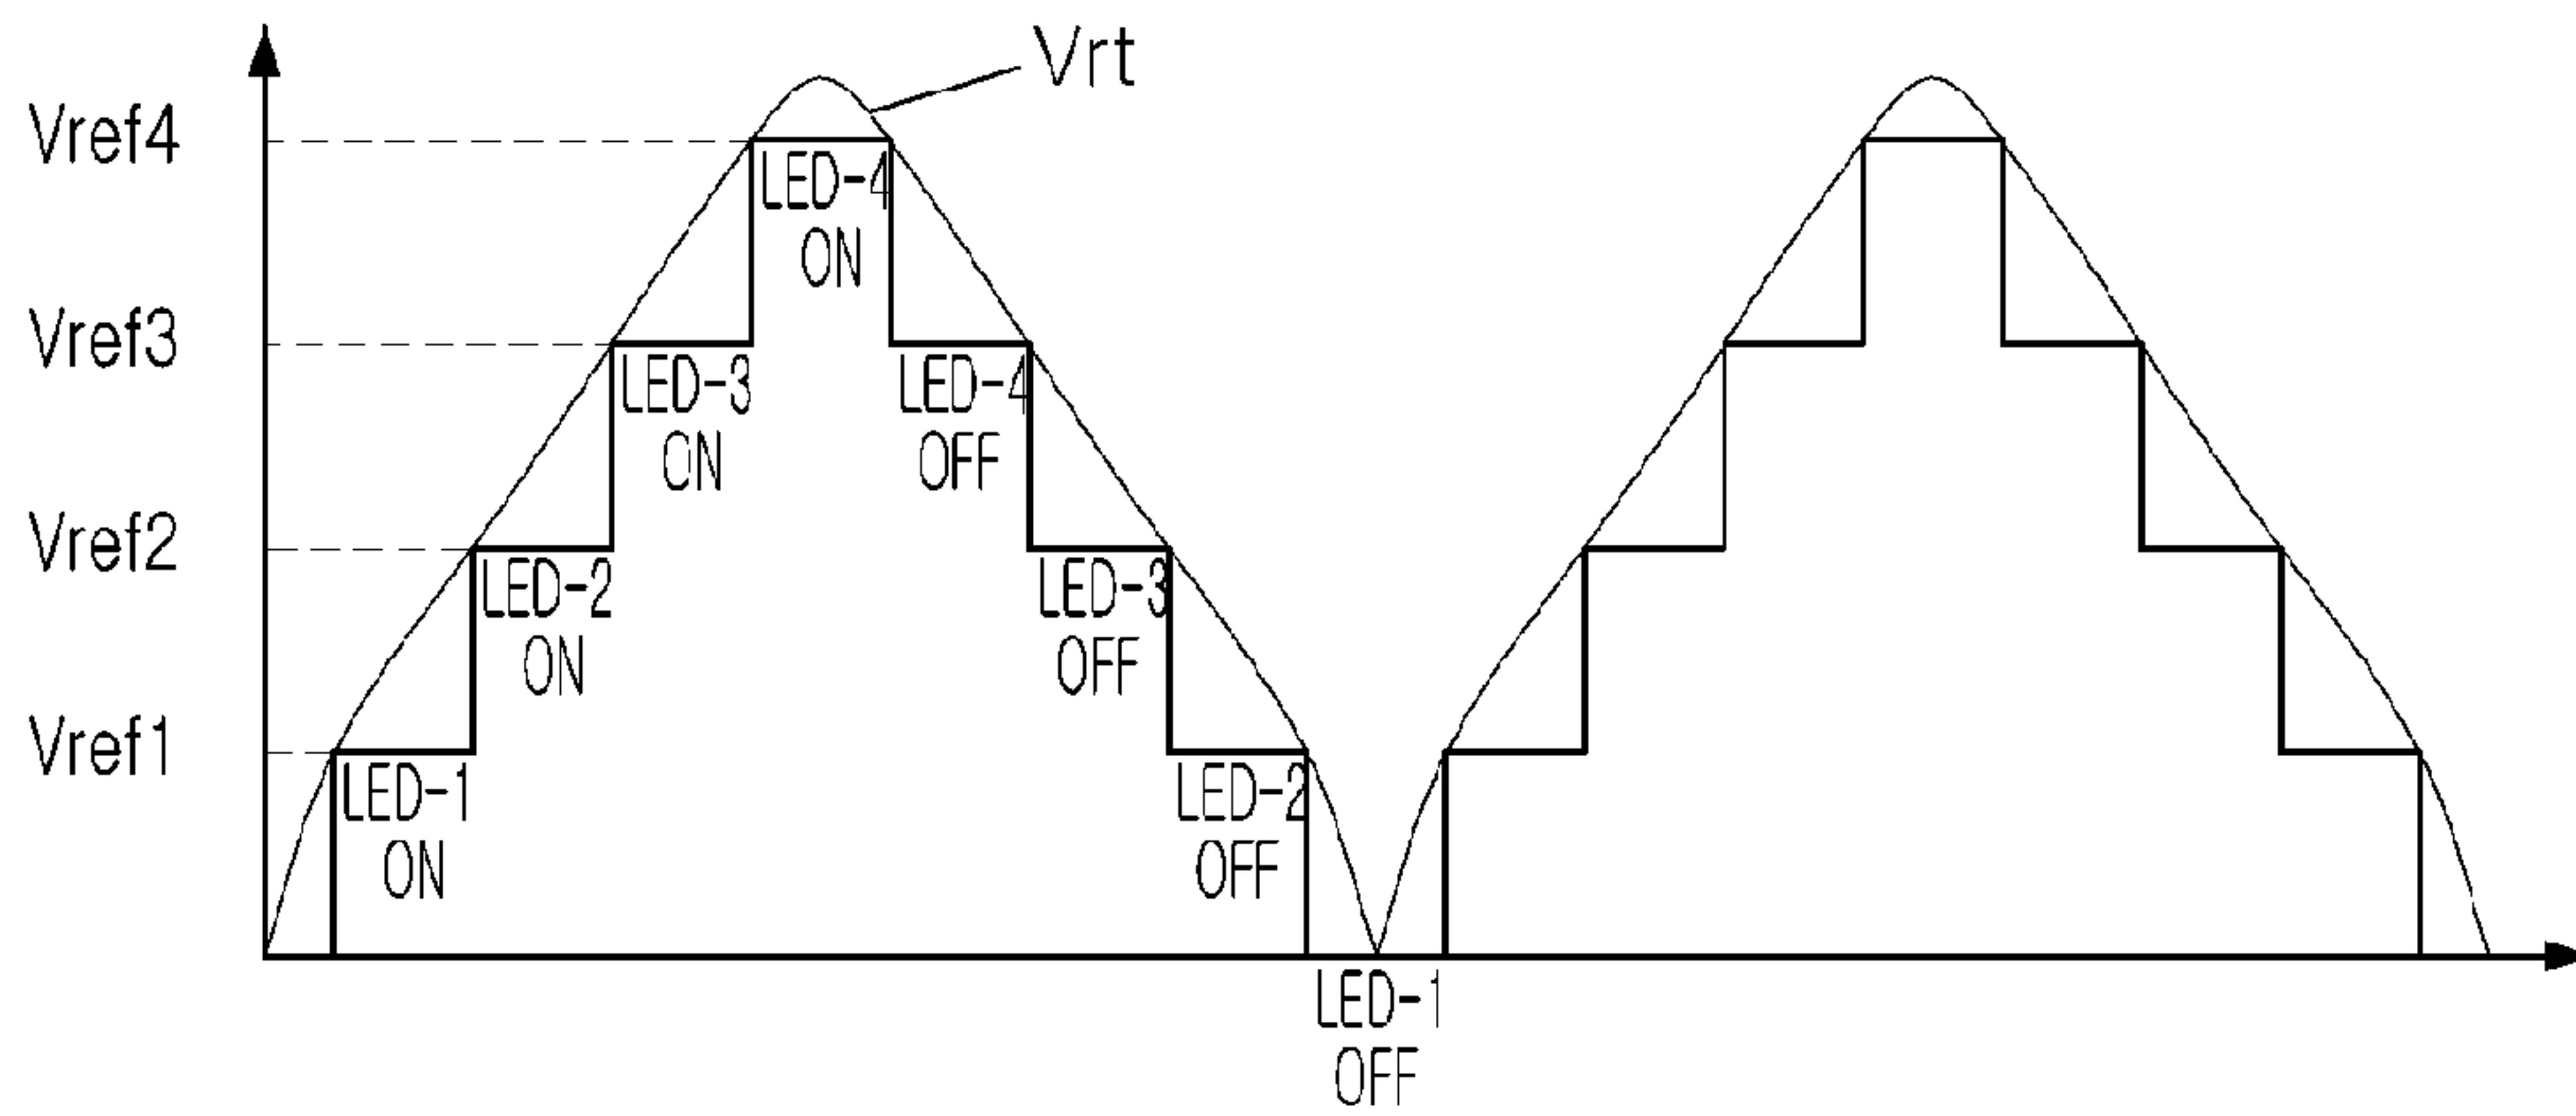 Vrt
Vref4
LED-4
ON
Vref3
LED-3
ON
LED-4
OFF
Vref2
LED-2
ON
LED-3
OFF
Vref1
LED-1
ON
LED-2
OFF
LED-1
OFF